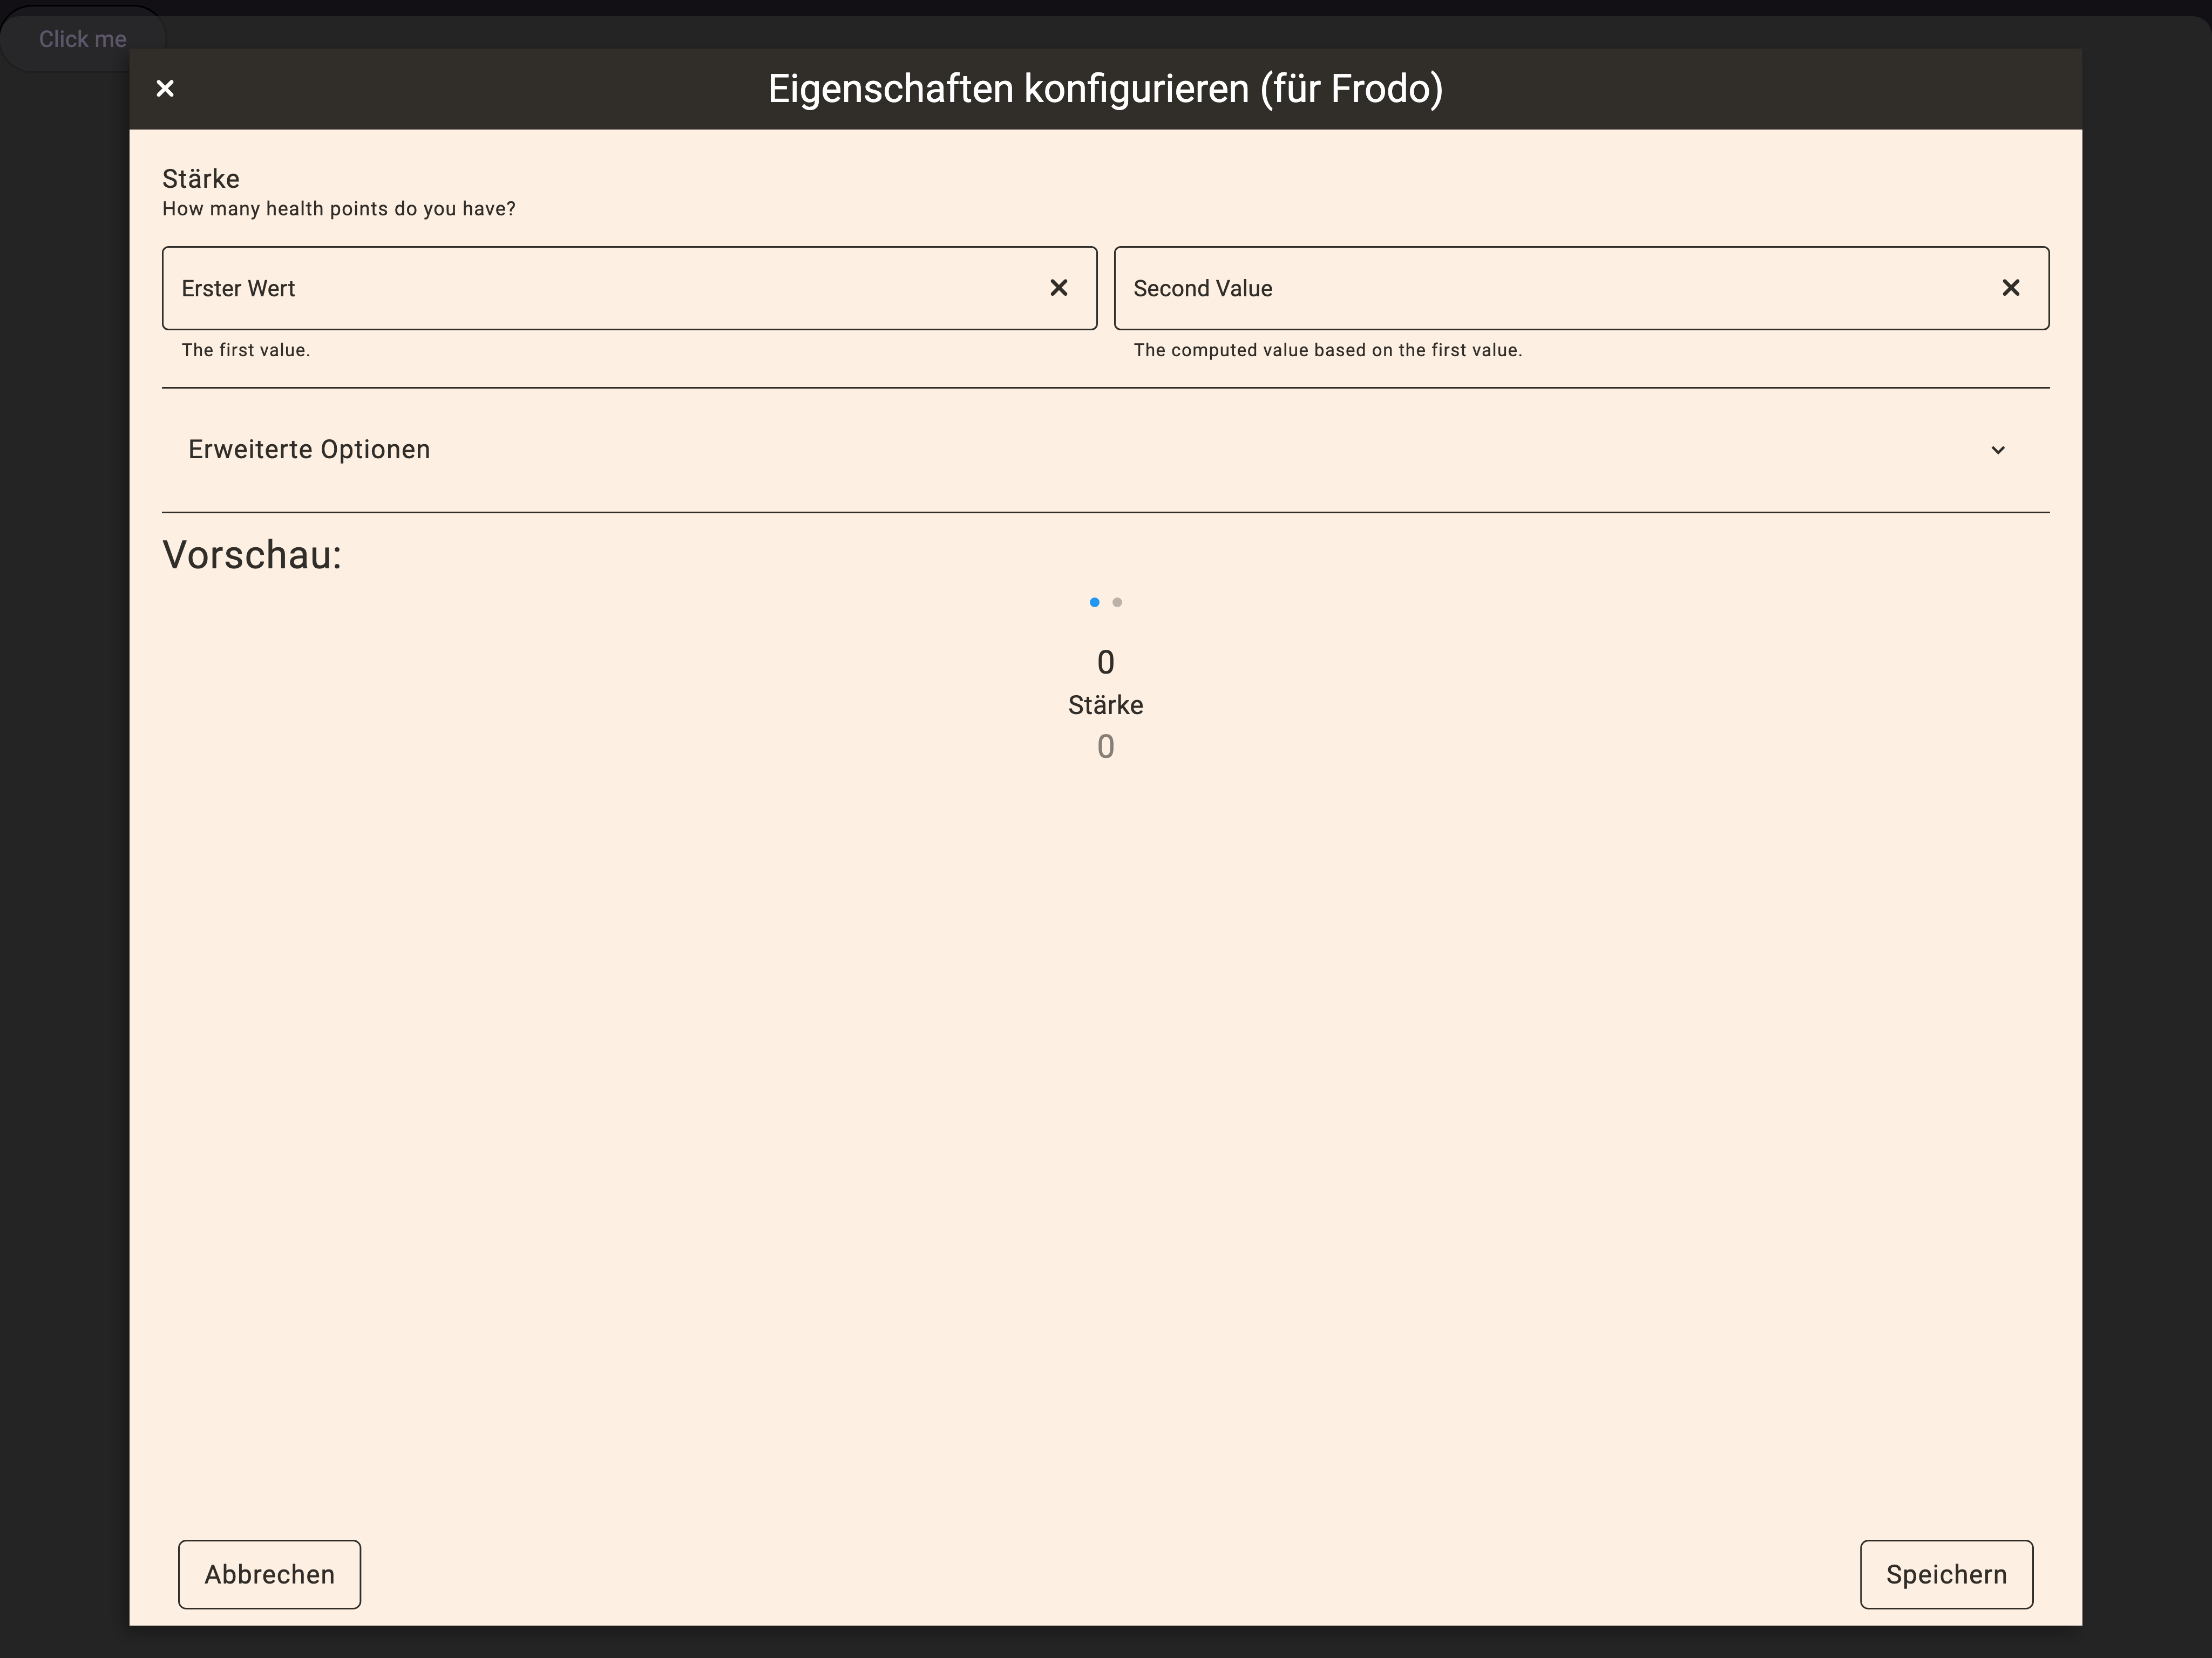 Click me
Eigenschaften konfigurieren (für Frodo)
Stärke
How many health points do you have?
Erster Wert
Second Value
The first value.
The computed value based on the first value.
Erweiterte Optionen
Vorschau:
0
Stärke
0
Abbrechen
Speichern